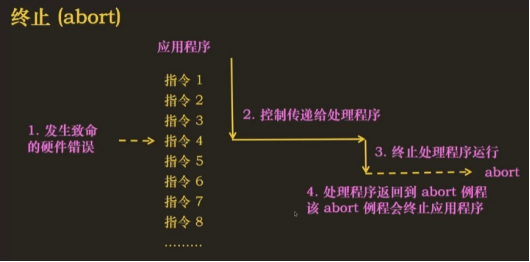 终止 (abort)
应用程序
指令 1
指令 2
指令 3
指令 4
指令 5
指令 6
指令 7
指令 8
.........
1. 发生致命
的硬件错误
2. 控制传递给处理程序
3. 终止处理程序运行
abort
4. 处理程序返回到 abort 例程
该 abort 例程会终止应用程序